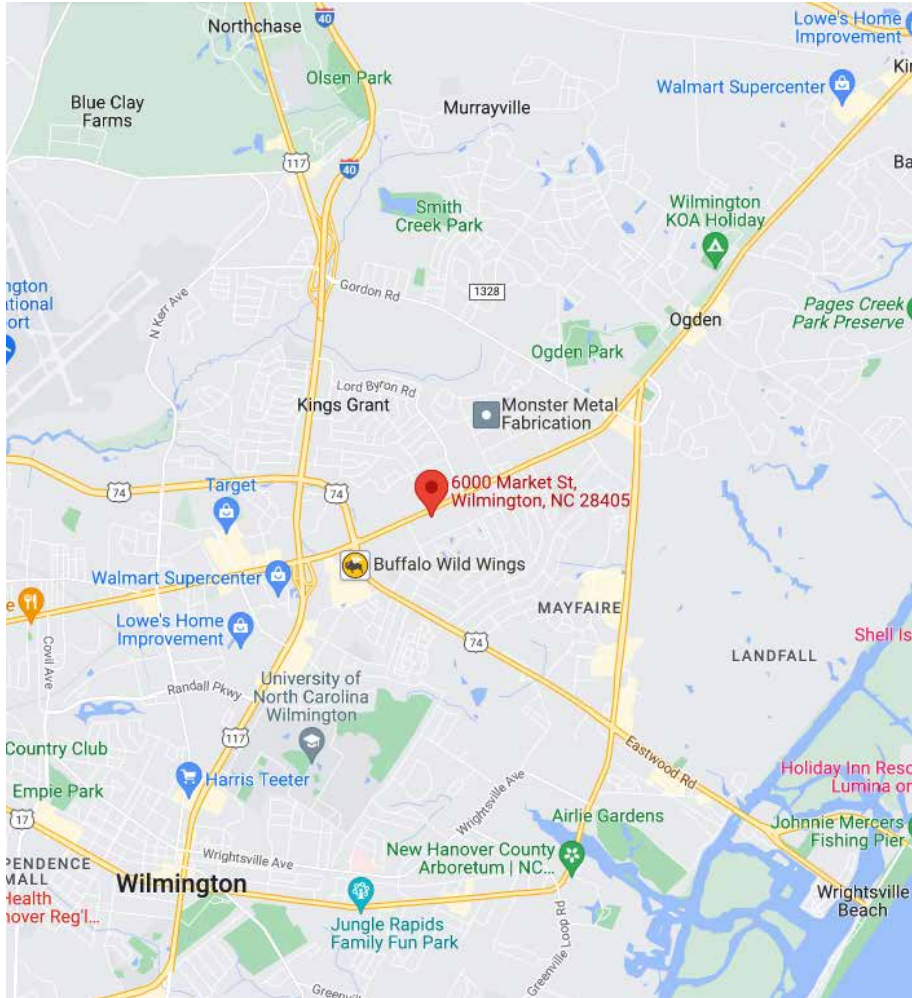 Northchase
40
Lowe's Home
Improvement
Olsen Park
Walmart Supercenter
Blue Clay
Farms
Murrayville
117
40
Wilmington
KOA Holiday
Smith
Creek Park
Gordon Rd
1328
N Kerr Ave
Ogden
Pages Creek
Park Preserve
Ogden Park
Lord Byron Rd
Kings Grant
Monster Metal
Fabrication
74
Target
74
6000 Market St,
Wilmington, NC 28405
Buffalo Wild Wings
Walmart Supercenter
MAYFAIRE
Lowe's Home
Improvement
74
Covil Ave
LANDFALL
University of
North Carolina
Wilmington
Randall Pkwy
117
Country Club
Eastwood Rd
Harris Teeter
Empie Park
Wrightsville Ave
Airlie Gardens
17
Johnnie Mercers
Fishing Pier
New Hanover County
Arboretum | NC...
Wrightsville Ave
Wilmington
Jungle Rapids
Family Fun Park
Wrightsville
Beach
Greenville Loop Rd